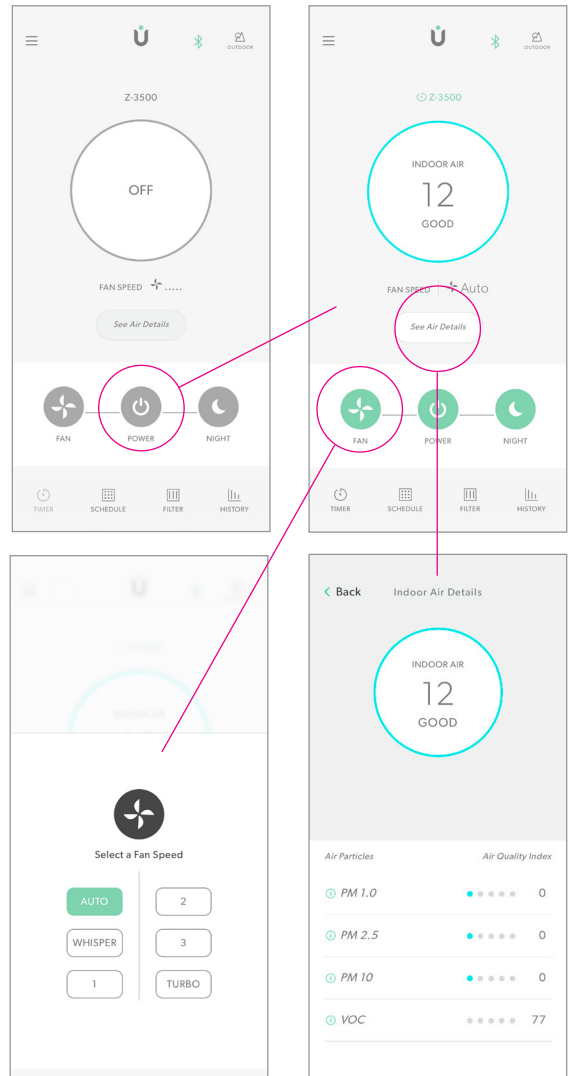 Ü
OUTDOOR
Z-3500
OFF
FAN SPEED .....
See Air Details
FAN
POWER
NIGHT
TIMER
SCHEDULE
FILTER
HISTORY
OUTDOOR
Z-3500
INDOOR AIR
12
GOOD
FAN SPEED Auto
See Air Details
FAN
POWER
NIGHT
TIMER
SCHEDULE
FILTER
HISTORY
Select a Fan Speed
AUTO
2
WHISPER
3
1
TURBO
Back Indoor Air Details
INDOOR AIR
12
GOOD
Air Particles Air Quality Index
PM 1.0 0
PM 2.5 0
PM 10 0
VOC 77